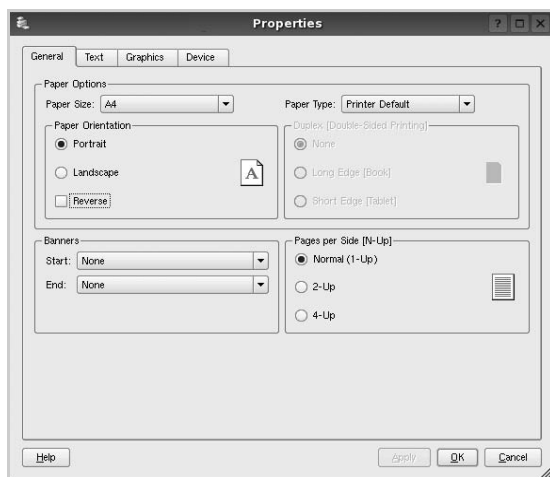 Properties
General Text Graphics Device
Paper Options
Paper Size: A4 Paper Type: Printer Default
Paper Orientation
Portrait
Landscape
Reverse
A
Duplex [Double-Sided Printing]
None
Long Edge [Book]
Short Edge [Tablet]
Banners
Start: None
End: None
Pages per Side [N-Up]
Normal (1-Up)
2-Up
4-Up
Help Apply OK Cancel